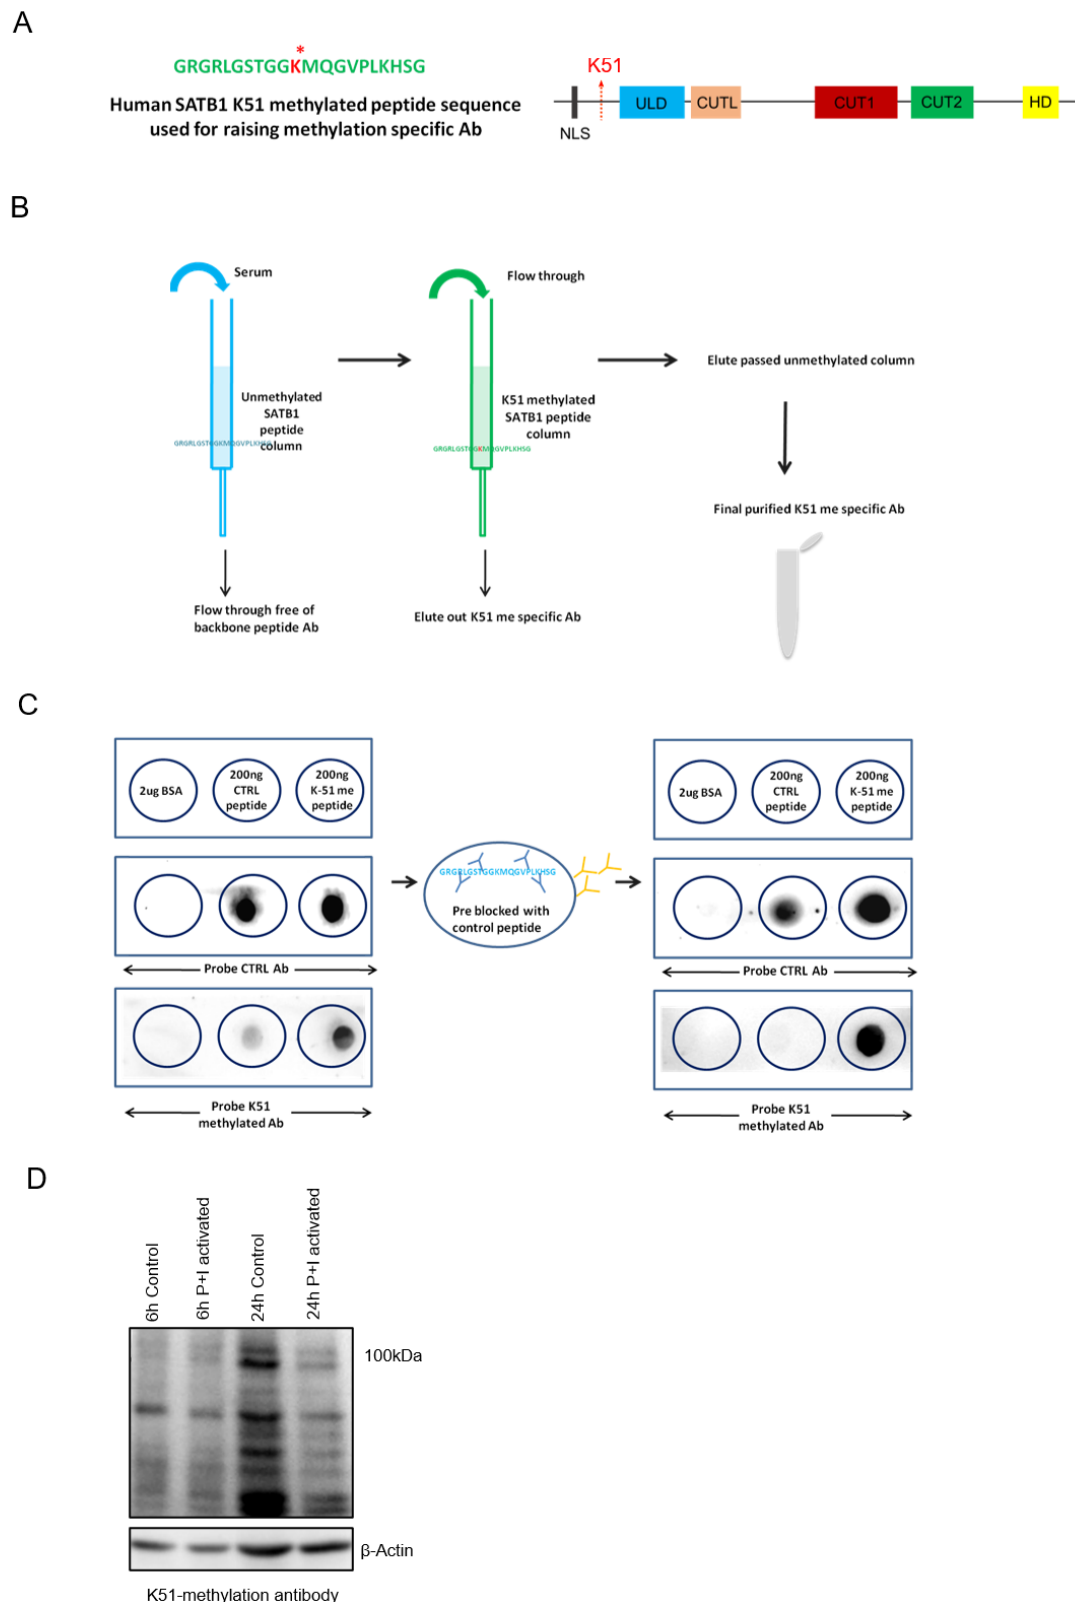 A
*
GRGRLGSTGGKMQGVPLKHSG
Human SATB1 K51 methylated peptide sequence
used for raising methylation specific Ab
K51
ULD
CUTL
CUT1
CUT2
HD
NLS
B
Serum
Unmethylated
SATB1
peptide
column
GRGRLGSTGGKMQGVPLKHSG
Flow through free of
backbone peptide Ab
Flow through
K51 methylated
SATB1 peptide
column
GRGRLGSTGGKMQGVPLKHSG
Elute out K51 me specific Ab
Elute passed unmethylated column
Final purified K51 me specific Ab
C
2ug BSA
200ng
CTRL
peptide
200ng
K-51 me
peptide
Probe CTRL Ab
Probe K51
methylated Ab
GRGRLGSTGGKMQGVPLKHSG
Pre blocked with
control peptide
2ug BSA
200ng
CTRL
peptide
200ng
K-51 me
peptide
Probe CTRL Ab
Probe K51
methylated Ab
D
6h Control
6h P+I activated
24h Control
24h P+I activated
100kDa
β-Actin
K51-methylation antibody